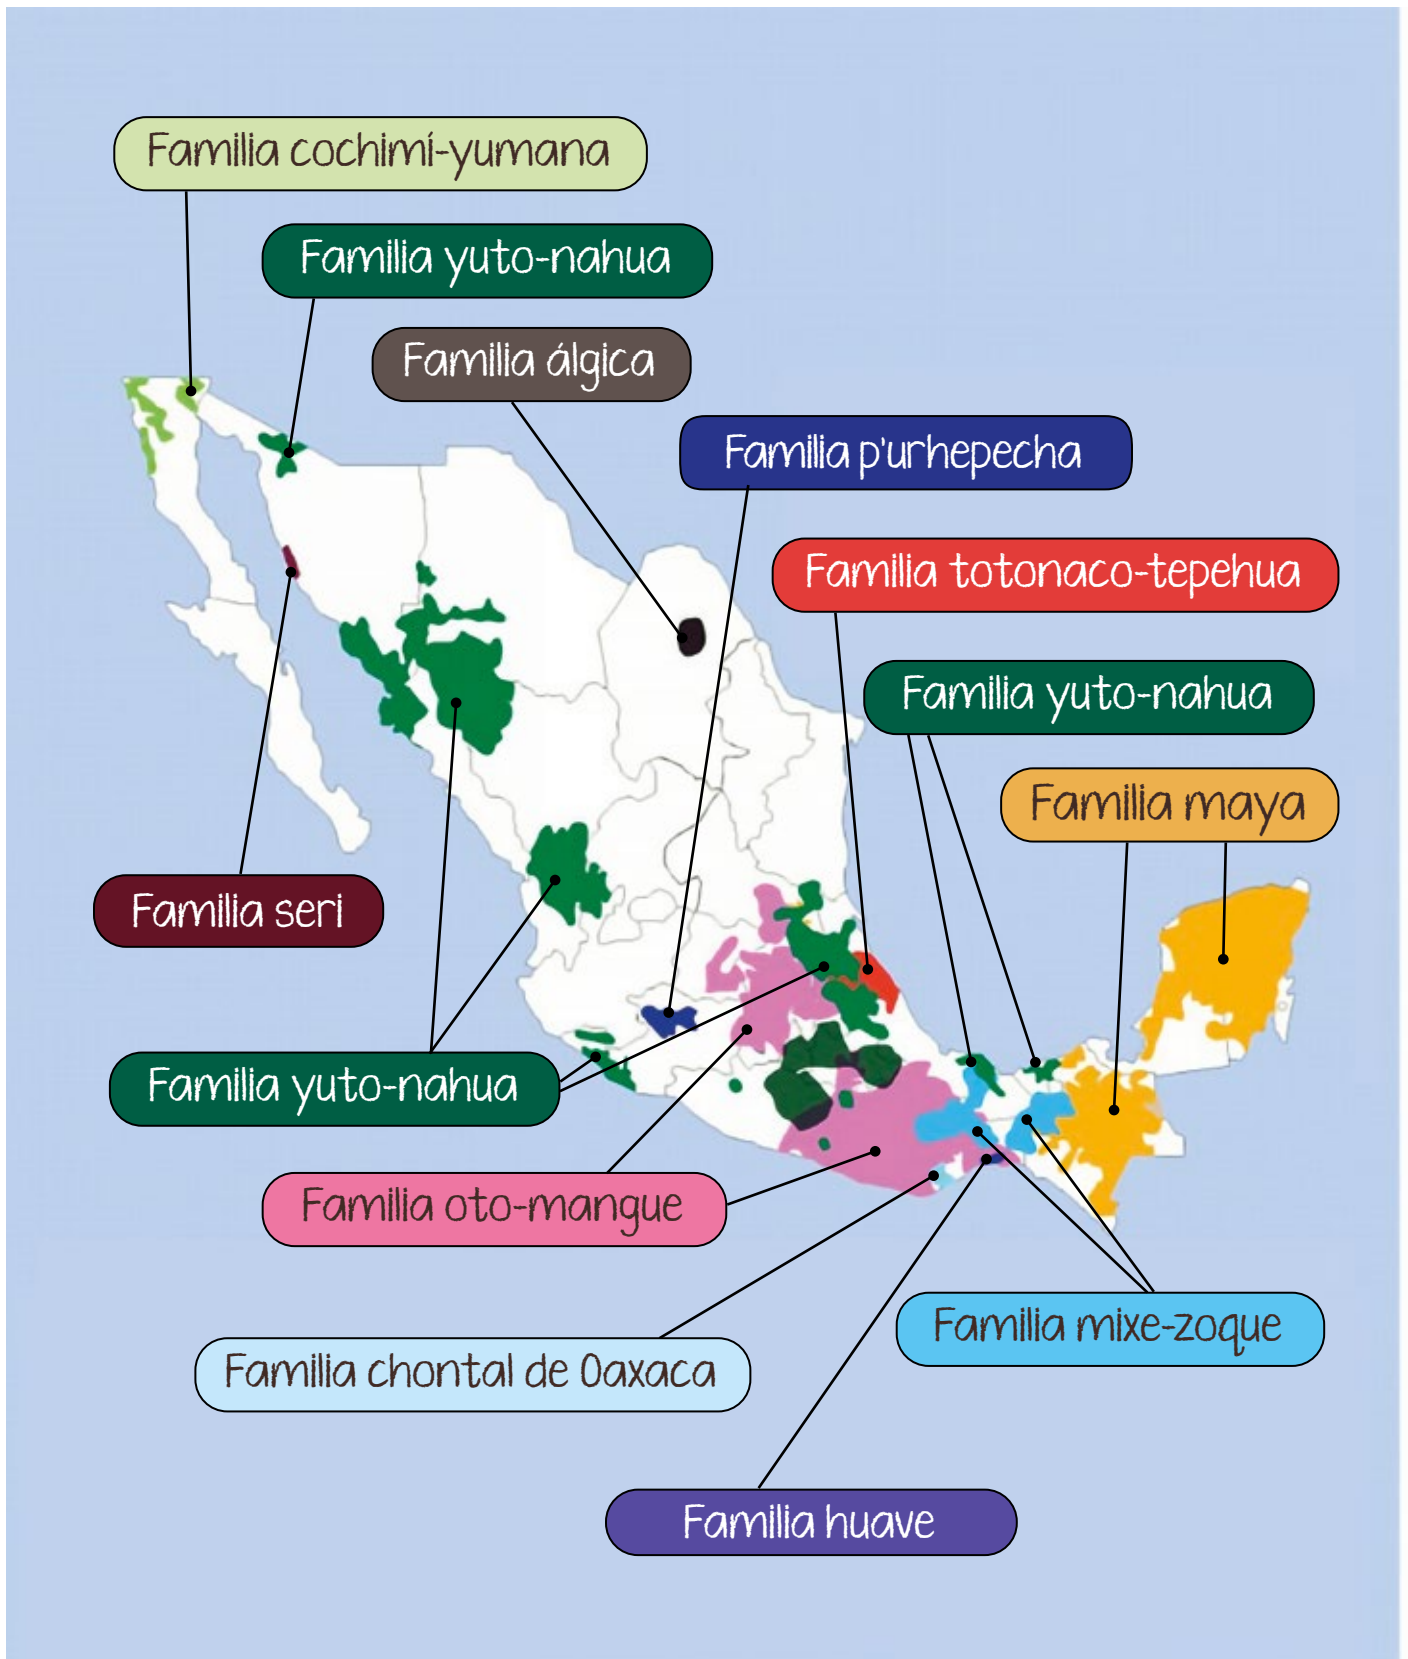 Familia cochimí-yumana
Familia yuto-nahua
Familia álgica
Familia p'urhepecha
Familia totonaco-tepehua
Familia yuto-nahua
Familia maya
Familia seri
Familia yuto-nahua
Familia oto-mangue
Familia mixe-zoque
Familia chontal de Oaxaca
Familia huave